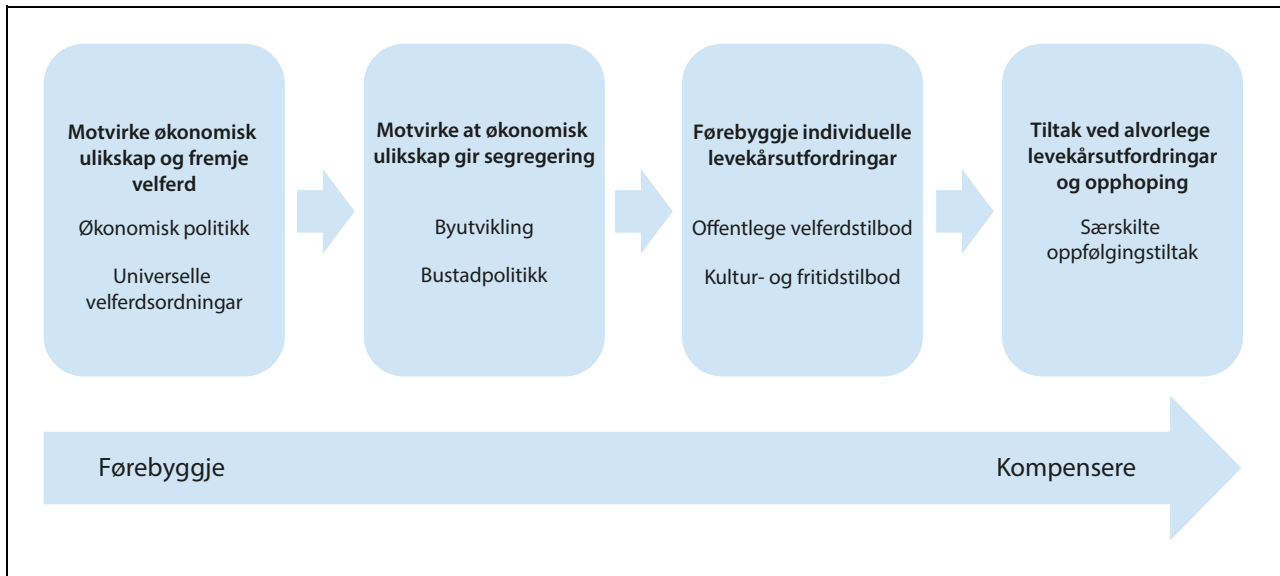 Motvirke økonomisk
ulikskap og fremje
velferd
Økonomisk politikk
Universelle
velferdsordningar
Motvirke at økonomisk
ulikskap gir segregering
Byutvikling
Bustadpolitikk
Førebyggje individuelle
levekårsutfordringar
Offentlege velferdstilbod
Kultur- og fritidstilbod
Tiltak ved alvorlege
levekårsutfordringar
og opphoping
Særskilte
oppfølgingstiltak
Førebyggje
Kompensere